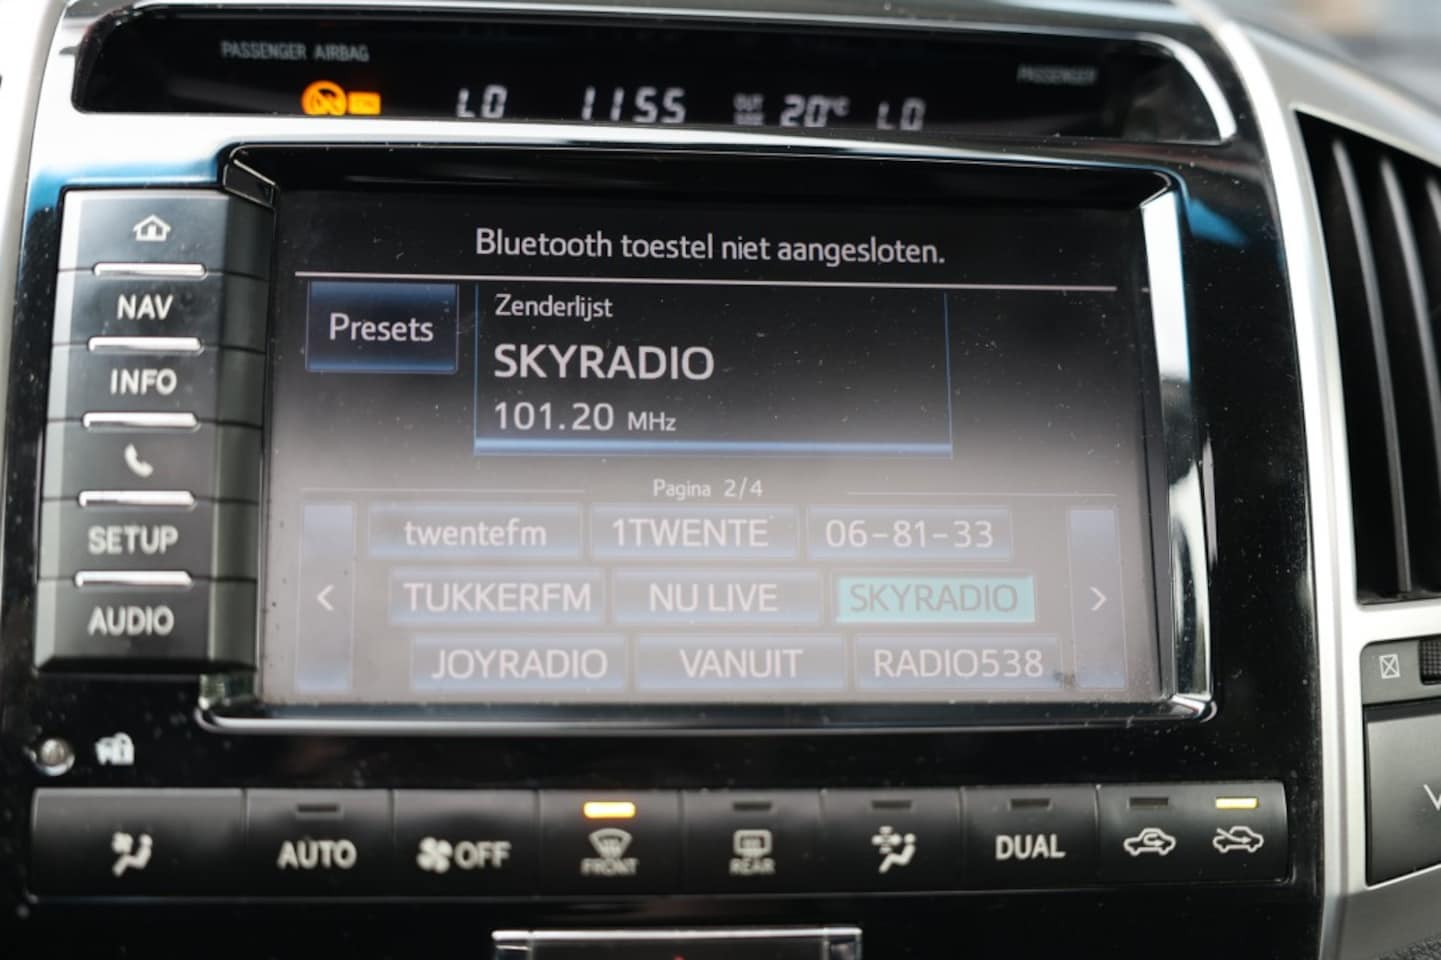 PASSENGER AIRBAG
PASSENGER
LO 1155 OUT SIDE 20°C LO
Bluetooth toestel niet aangesloten.
Presets
Zenderlijst
SKYRADIO
101.20 MHz
Pagina 2/4
twentefm 1TWENTE 06-81-33
< TUKKERFM NU LIVE SKYRADIO >
JOYRADIO VANUIT RADIO538
NAV
INFO
SETUP
AUDIO
AUTO OFF FRONT REAR DUAL